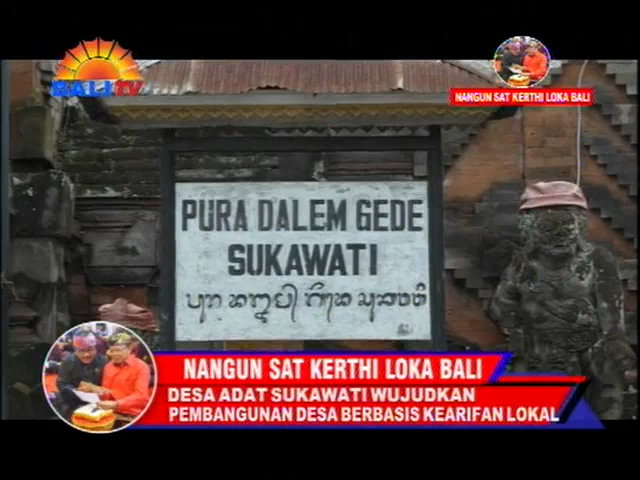 BALI TV
NANGUN SAT KERTHI LOKA BALI
PURA DALEM GEDE
SUKAWATI
NANGUN SAT KERTHI LOKA BALI
DESA ADAT SUKAWATI WUJUDKAN
PEMBANGUNAN DESA BERBASIS KEARIFAN LOKAL